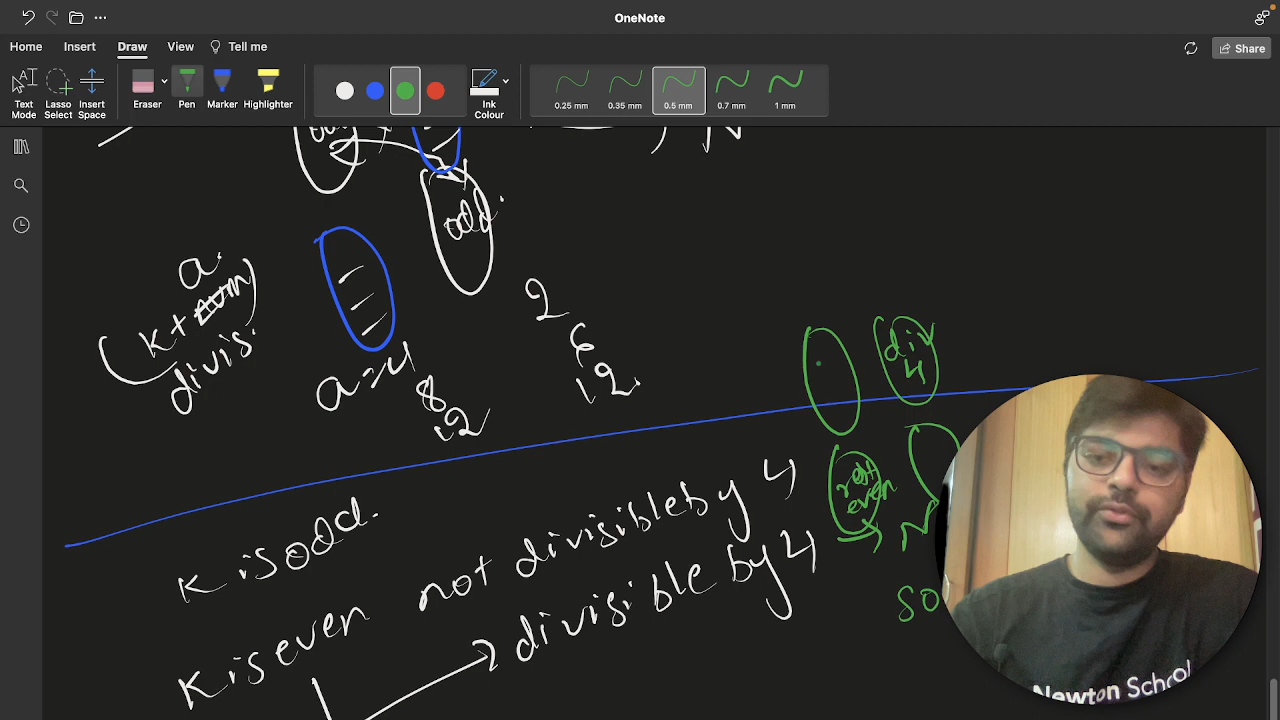 OneNote
Home Insert Draw View Tell me
Share
Text Mode
Lasso Select
Insert Space
Eraser
Pen
Marker
Highlighter
Ink Colour
0.25 mm
0.35 mm
0.5 mm
0.7 mm
1 mm
odd
N
odd.
a
(k +
divis.
a → 4
8
12
2
6
12
div
4
rest
even
N
so
K is odd.
K is even not divisible by 4
divisible by 4
Newton School